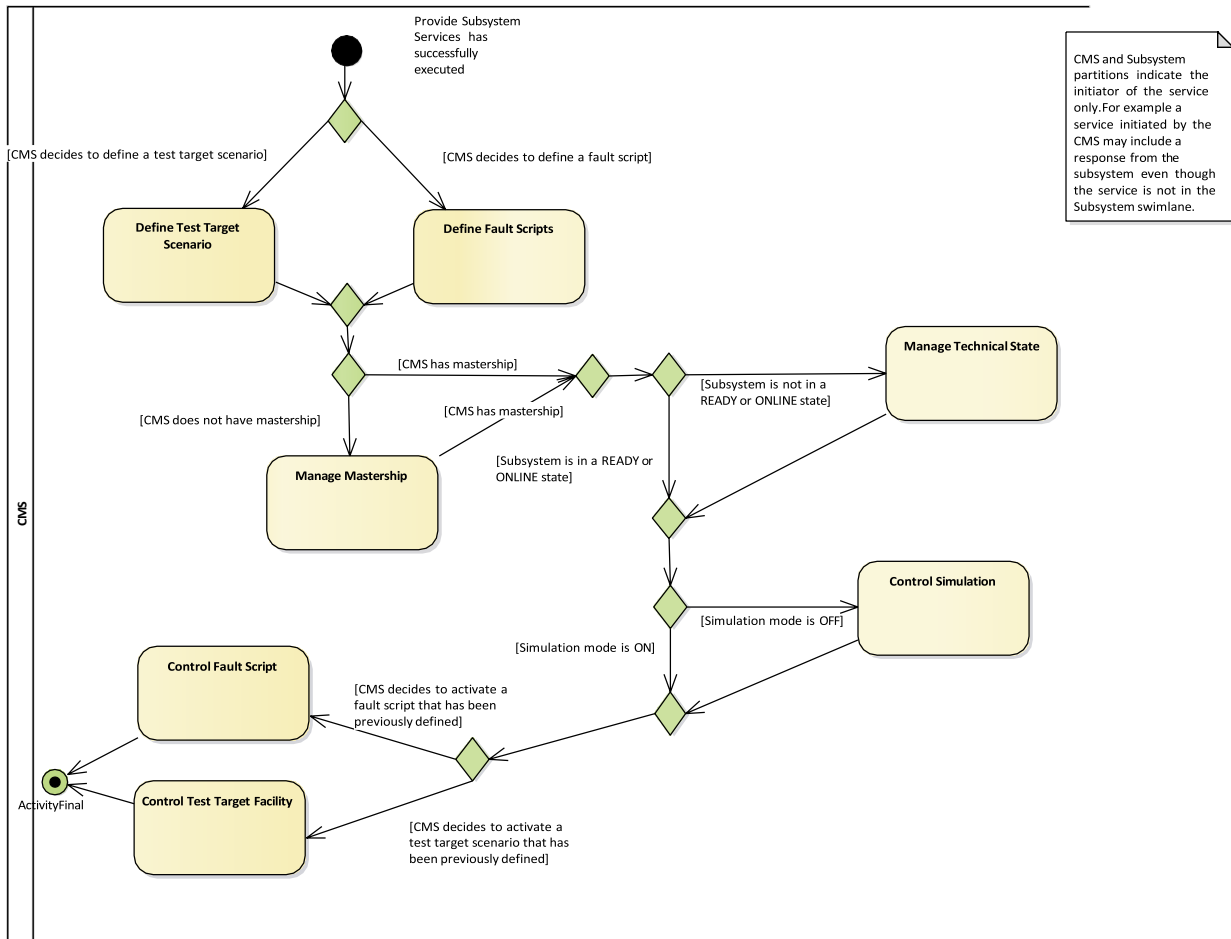 Provide Subsystem
Services has
successfully
executed
CMS and Subsystem
partitions indicate the
initiator of the service
only.For example a
service initiated by the
CMS may include a
response from the
subsystem even though
the service is not in the
Subsystem swimlane.
[CMS decides to define a test target scenario]
[CMS decides to define a fault script]
Define Test Target
Scenario
Define Fault Scripts
[CMS has mastership]
Manage Technical State
[Subsystem is not in a
READY or ONLINE state]
[CMS does not have mastership]
[CMS has mastership]
[Subsystem is in a READY or
ONLINE state]
Manage Mastership
CMS
Control Simulation
[Simulation mode is OFF]
[Simulation mode is ON]
Control Fault Script
[CMS decides to activate a
fault script that has been
previously defined]
ActivityFinal
Control Test Target Facility
[CMS decides to activate a
test target scenario that has
been previously defined]